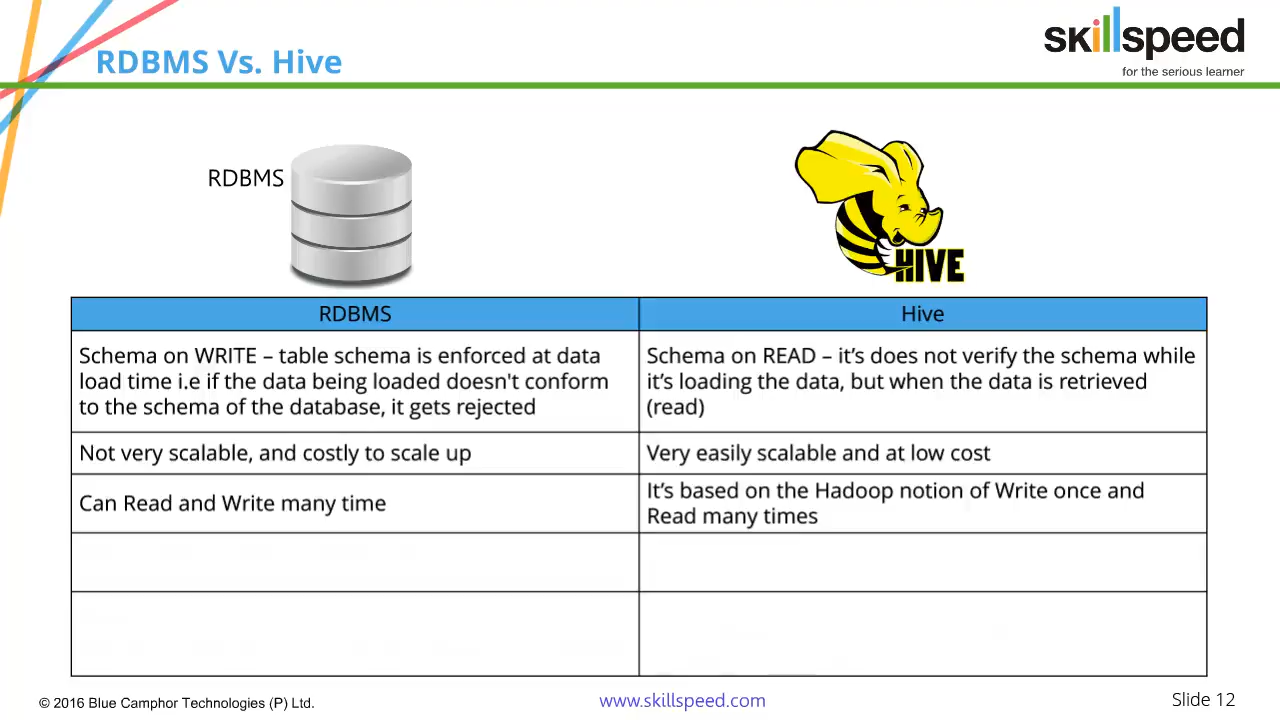 RDBMS Vs. Hive
skillspeed
for the serious learner
RDBMS
HIVE
RDBMS
Hive
Schema on WRITE – table schema is enforced at data
load time i.e if the data being loaded doesn't conform
to the schema of the database, it gets rejected
Schema on READ – it’s does not verify the schema while
it’s loading the data, but when the data is retrieved
(read)
Not very scalable, and costly to scale up
Very easily scalable and at low cost
Can Read and Write many time
It’s based on the Hadoop notion of Write once and
Read many times
© 2016 Blue Camphor Technologies (P) Ltd.
www.skillspeed.com
Slide 12